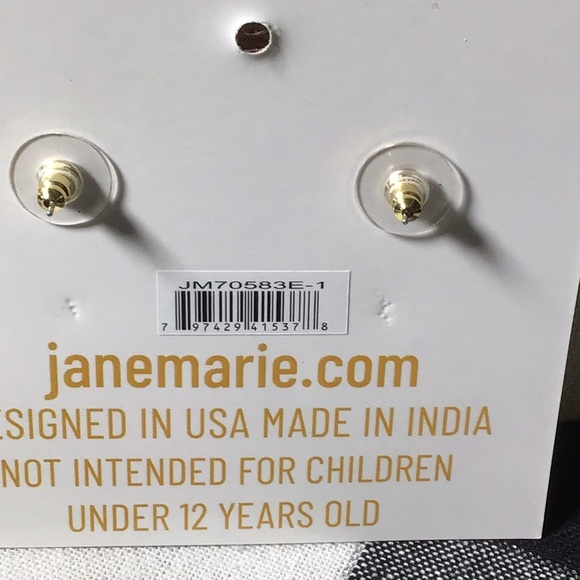 JM70583E-1
7 97429 41537 8
janemarie.com
ESIGNED IN USA MADE IN INDIA
NOT INTENDED FOR CHILDREN
UNDER 12 YEARS OLD